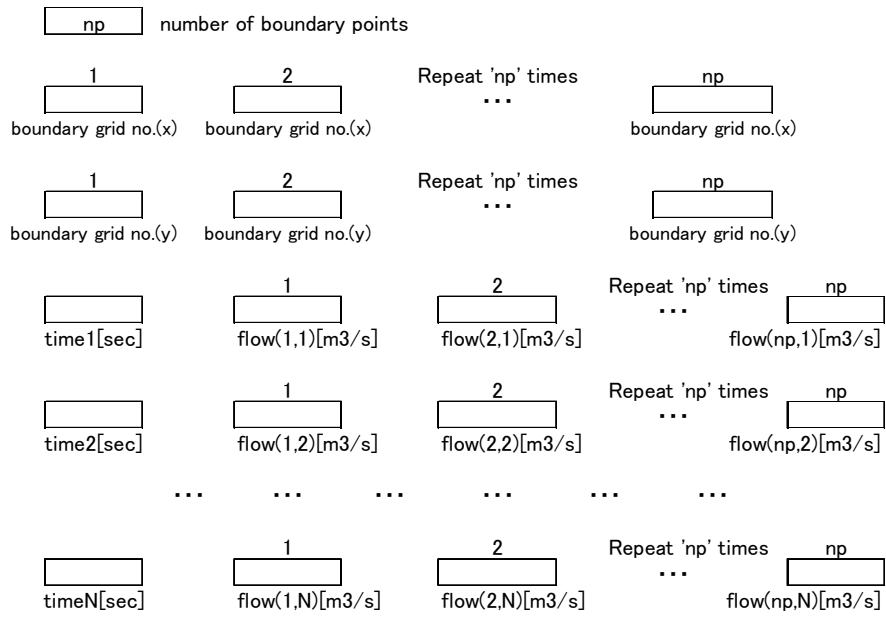 np number of boundary points
1 2 Repeat 'np' times np
...
boundary grid no.(x) boundary grid no.(x) boundary grid no.(x)
1 2 Repeat 'np' times np
...
boundary grid no.(y) boundary grid no.(y) boundary grid no.(y)
1 2 Repeat 'np' times np
...
time1[sec] flow(1,1)[m3/s] flow(2,1)[m3/s] flow(np,1)[m3/s]
1 2 Repeat 'np' times np
...
time2[sec] flow(1,2)[m3/s] flow(2,2)[m3/s] flow(np,2)[m3/s]
... ... ... ... ... ...
1 2 Repeat 'np' times np
...
timeN[sec] flow(1,N)[m3/s] flow(2,N)[m3/s] flow(np,N)[m3/s]